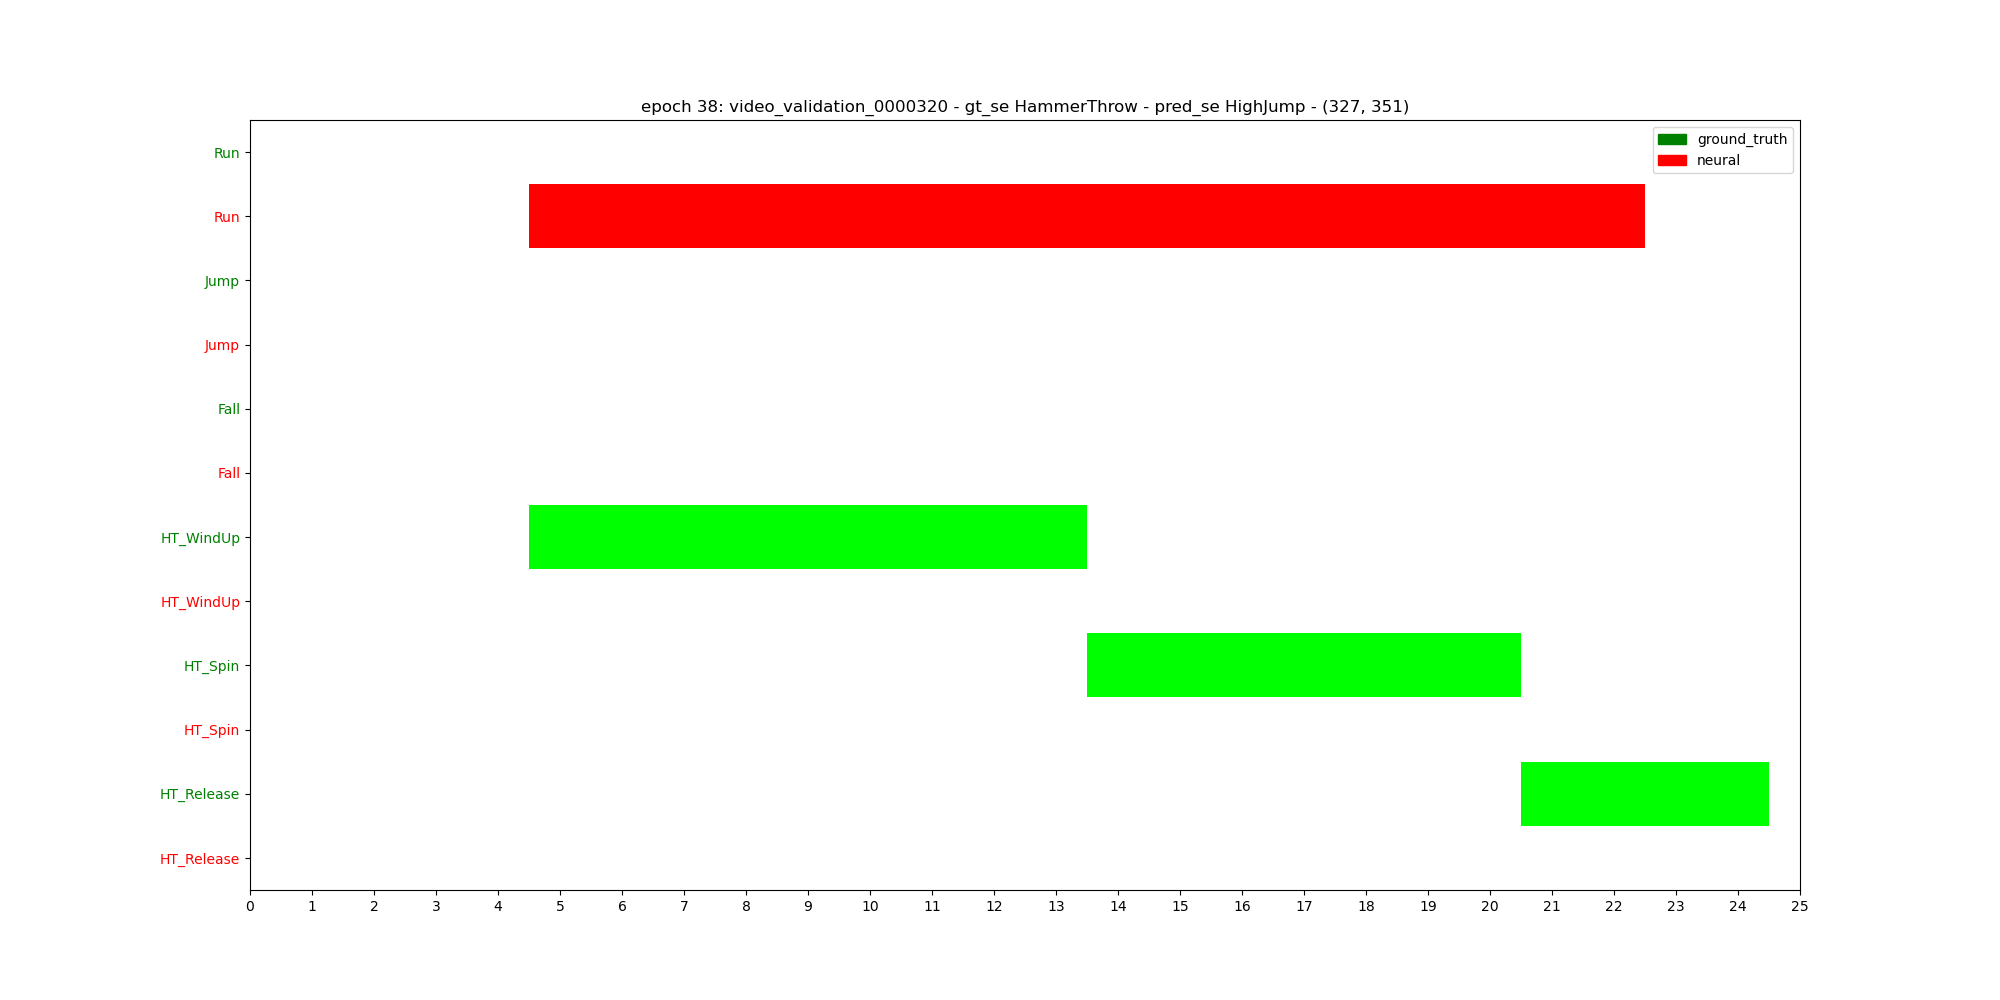 epoch 38: video_validation_0000320 - gt_se HammerThrow - pred_se HighJump - (327, 351)
ground_truth
neural
Run
Run
Jump
Jump
Fall
Fall
HT_WindUp
HT_WindUp
HT_Spin
HT_Spin
HT_Release
HT_Release
0 1 2 3 4 5 6 7 8 9 10 11 12 13 14 15 16 17 18 19 20 21 22 23 24 25